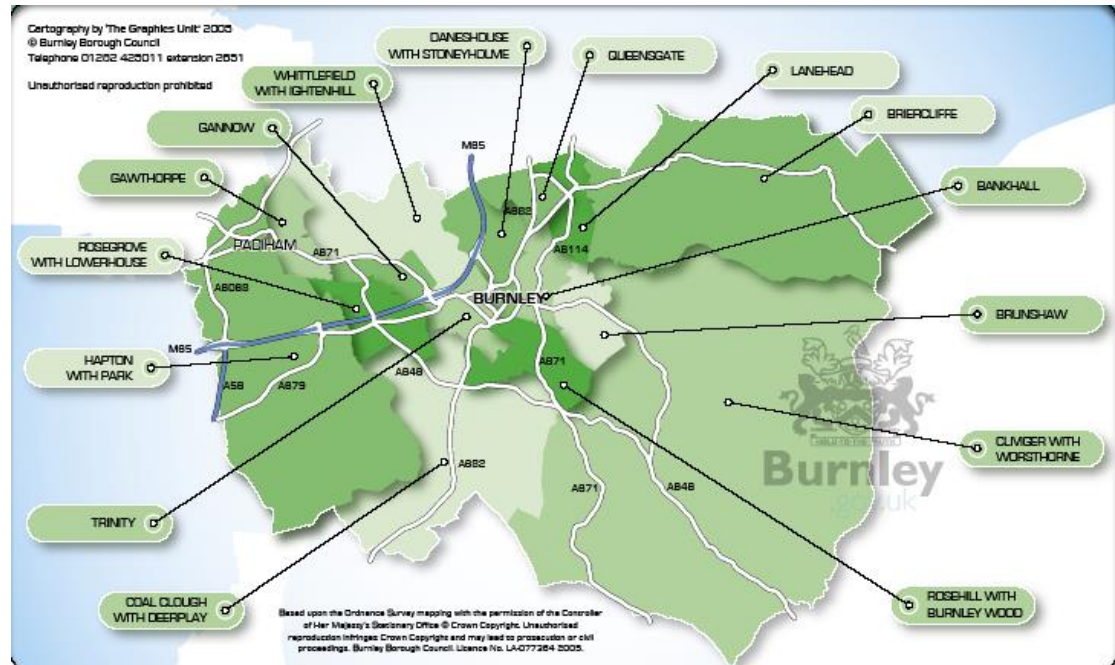 Cartography by 'The Graphics Unit' 2005
© Burnley Borough Council
Telephone 01282 425011 extension 2651
Unauthorised reproduction prohibited
DANESHOUSE
WITH STONEYHOLME
QUEENSGATE
LANEHEAD
WHITTLEFIELD
WITH IGHTENHILL
BRIERCLIFFE
GANNOW
M65
GAWTHORPE
BANKHALL
A682
PADIHAM
A671
A6114
ROSEGROVE
WITH LOWERHOUSE
A6068
BURNLEY
BRUNSHAW
M65
HAPTON
WITH PARK
A56
A679
A646
A671
CLIVIGER WITH
WORSTHORNE
Burnley
.gov.uk
A682
A671
A646
TRINITY
COAL CLOUGH
WITH DEERPLAY
ROSEHILL WITH
BURNLEY WOOD
Based upon the Ordnance Survey mapping with the permission of the Controller
of Her Majesty's Stationery Office © Crown Copyright. Unauthorised
reproduction infringes Crown Copyright and may lead to prosecution or civil
proceedings. Burnley Borough Council. Licence No. LA-077364 2005.